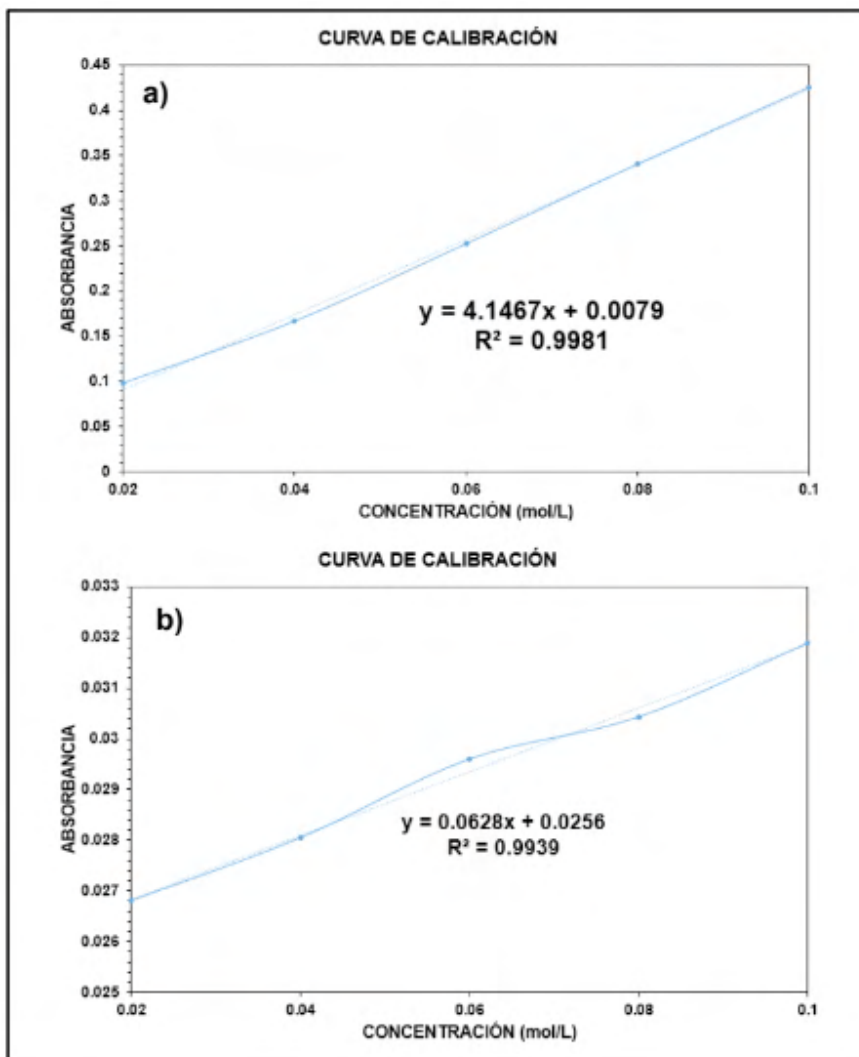 CURVA DE CALIBRACIÓN
a)
0.45
0.4
0.35
0.3
0.25
0.2
0.15
0.1
0.05
0
ABSORBANCIA
y = 4.1467x + 0.0079
R² = 0.9981
0.02 0.04 0.06 0.08 0.1
CONCENTRACIÓN (mol/L)
CURVA DE CALIBRACIÓN
b)
0.033
0.032
0.031
0.03
0.029
0.028
0.027
0.026
0.025
ABSORBANCIA
y = 0.0628x + 0.0256
R² = 0.9939
0.02 0.04 0.06 0.08 0.1
CONCENTRACIÓN (mol/L)